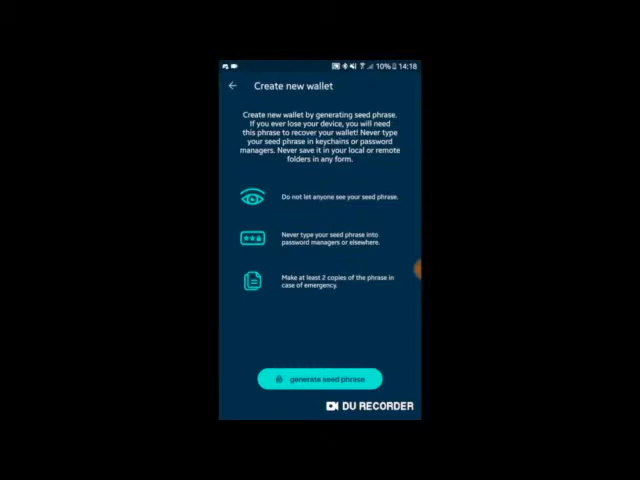 10% 14:18
Create new wallet
Create new wallet by generating seed phrase.
If you ever lose your device, you will need
this phrase to recover your wallet! Never type
your seed phrase in keychains or password
managers. Never save it in your local or remote
folders in any form.
Do not let anyone see your seed phrase.
Never type your seed phrase into
password managers or elsewhere.
Make at least 2 copies of the phrase in
case of emergency.
generate seed phrase
DU RECORDER